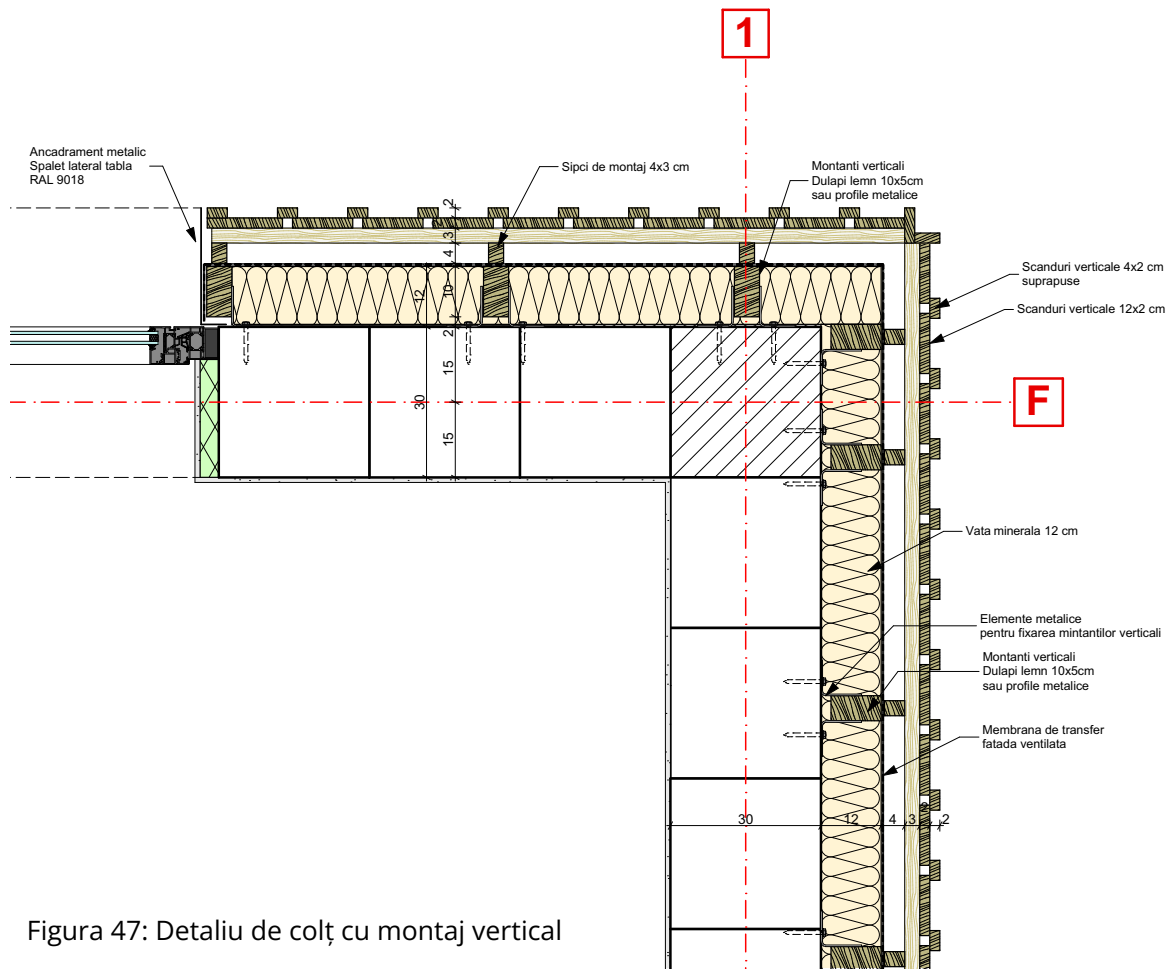 1
Ancadrament metalic
Spalet lateral tabla
RAL 9018
Sipci de montaj 4x3 cm
Montanti verticali
Dulapi lemn 10x5cm
sau profile metalice
2
2
3
4
12
10
2
15
30
15
Scanduri verticale 4x2 cm
suprapuse
Scanduri verticale 12x2 cm
F
Vata minerala 12 cm
Elemente metalice
pentru fixarea mintantilor verticali
Montanti verticali
Dulapi lemn 10x5cm
sau profile metalice
Membrana de transfer
fatada ventilata
30
12
4
3
2
2
Figura 47: Detaliu de colț cu montaj vertical